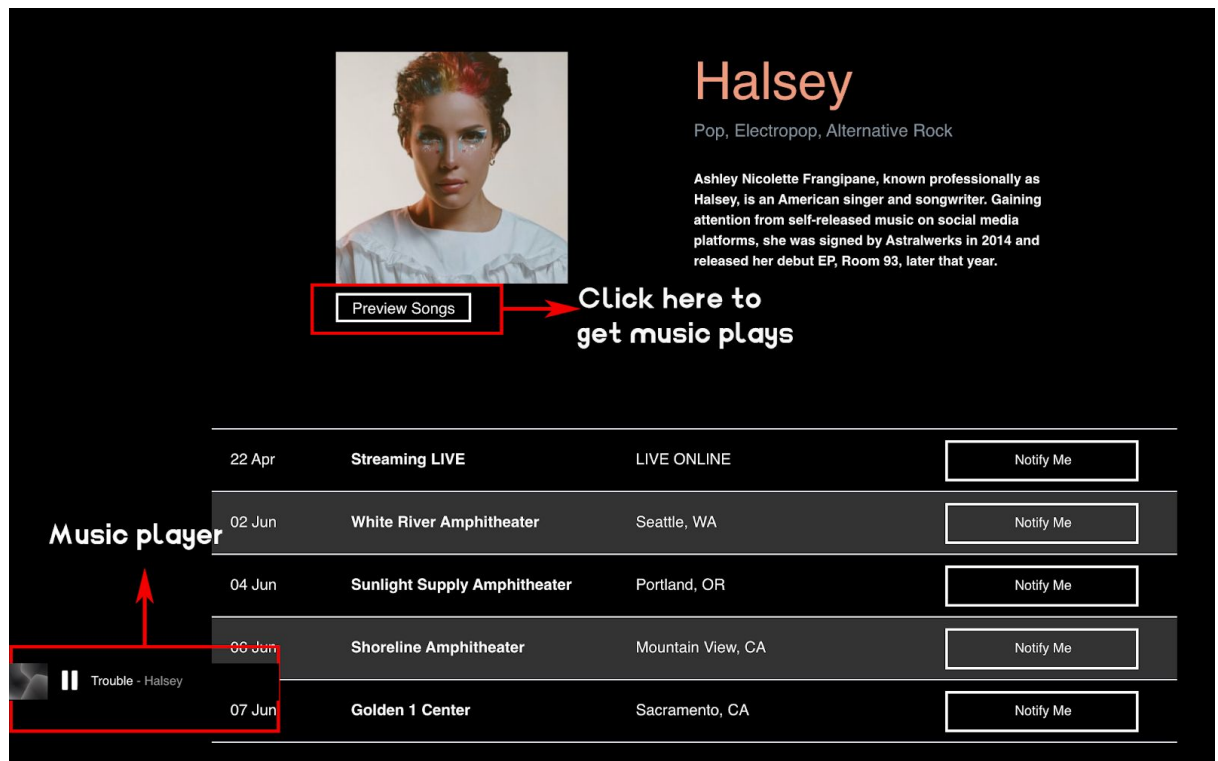 Halsey
Pop, Electropop, Alternative Rock
Ashley Nicolette Frangipane, known professionally as
Halsey, is an American singer and songwriter. Gaining
attention from self-released music on social media
platforms, she was signed by Astralwerks in 2014 and
released her debut EP, Room 93, later that year.
Preview Songs
Click here to
get music plays
22 Apr Streaming LIVE LIVE ONLINE Notify Me
02 Jun White River Amphitheater Seattle, WA Notify Me
Music player
04 Jun Sunlight Supply Amphitheater Portland, OR Notify Me
06 Jun Shoreline Amphitheater Mountain View, CA Notify Me
Trouble - Halsey
07 Jun Golden 1 Center Sacramento, CA Notify Me